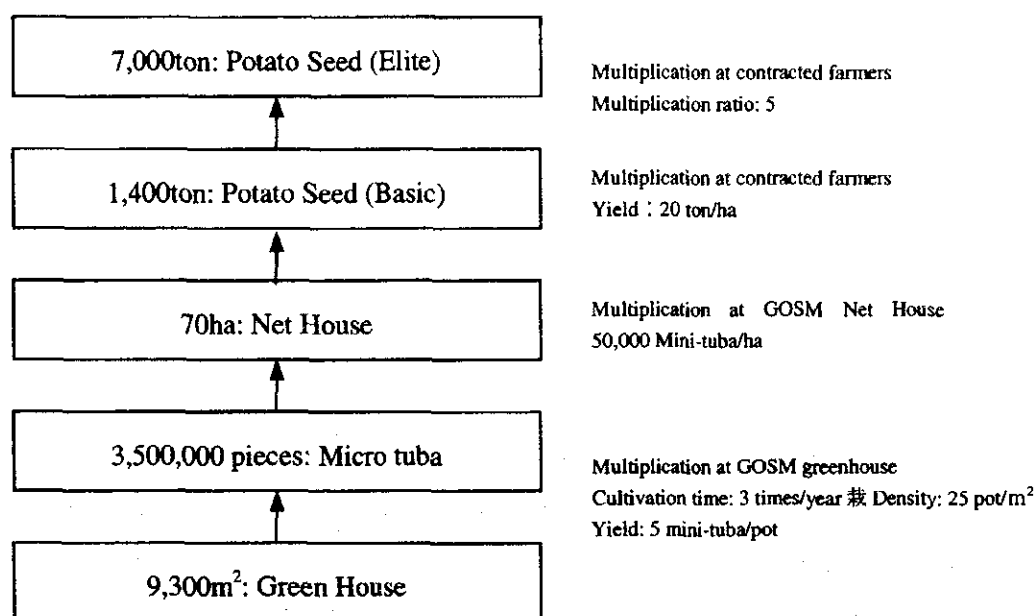 7,000ton: Potato Seed (Elite)
Multiplication at contracted farmers
Multiplication ratio: 5
1,400ton: Potato Seed (Basic)
Multiplication at contracted farmers
Yield：20 ton/ha
70ha: Net House
Multiplication at GOSM Net House
50,000 Mini-tuba/ha
3,500,000 pieces: Micro tuba
Multiplication at GOSM greenhouse
Cultivation time: 3 times/year 栽 Density: 25 pot/m²
Yield: 5 mini-tuba/pot
9,300m²: Green House